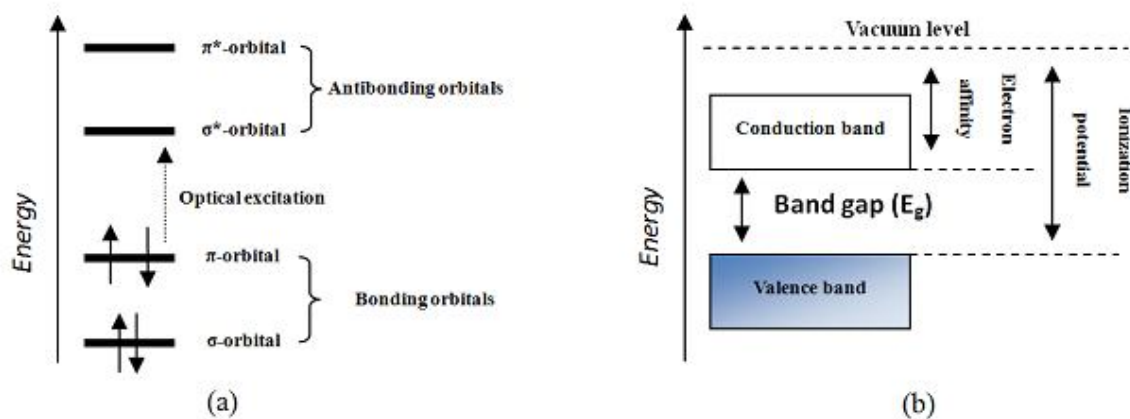 Energy
π*-orbital
Antibonding orbitals
σ*-orbital
Optical excitation
π-orbital
Bonding orbitals
σ-orbital
(a)
Energy
Vacuum level
Conduction band
Electron
affinity
Ionization
potential
Band gap (Eg)
Valence band
(b)